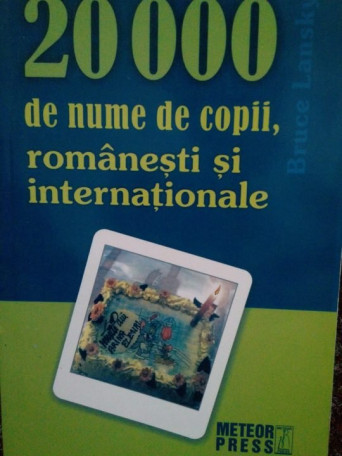 20 000
de nume de copii,
românești și
internaționale
Bruce Lansky
METEOR
PRESS